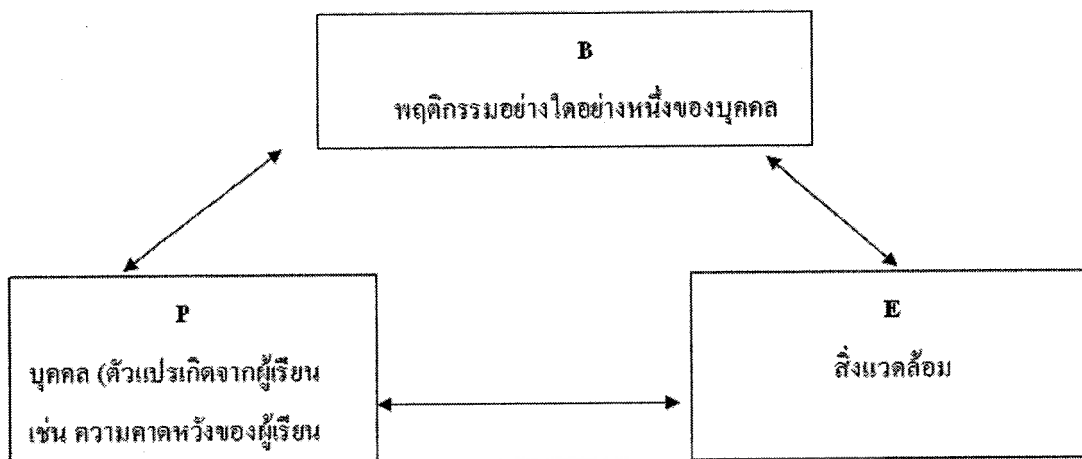 B
พฤติกรรมอย่างใดอย่างหนึ่งของบุคคล
P
บุคคล (ตัวแปรเกิดจากผู้เรียน
เช่น ความคาดหวังของผู้เรียน
E
สิ่งแวดล้อม